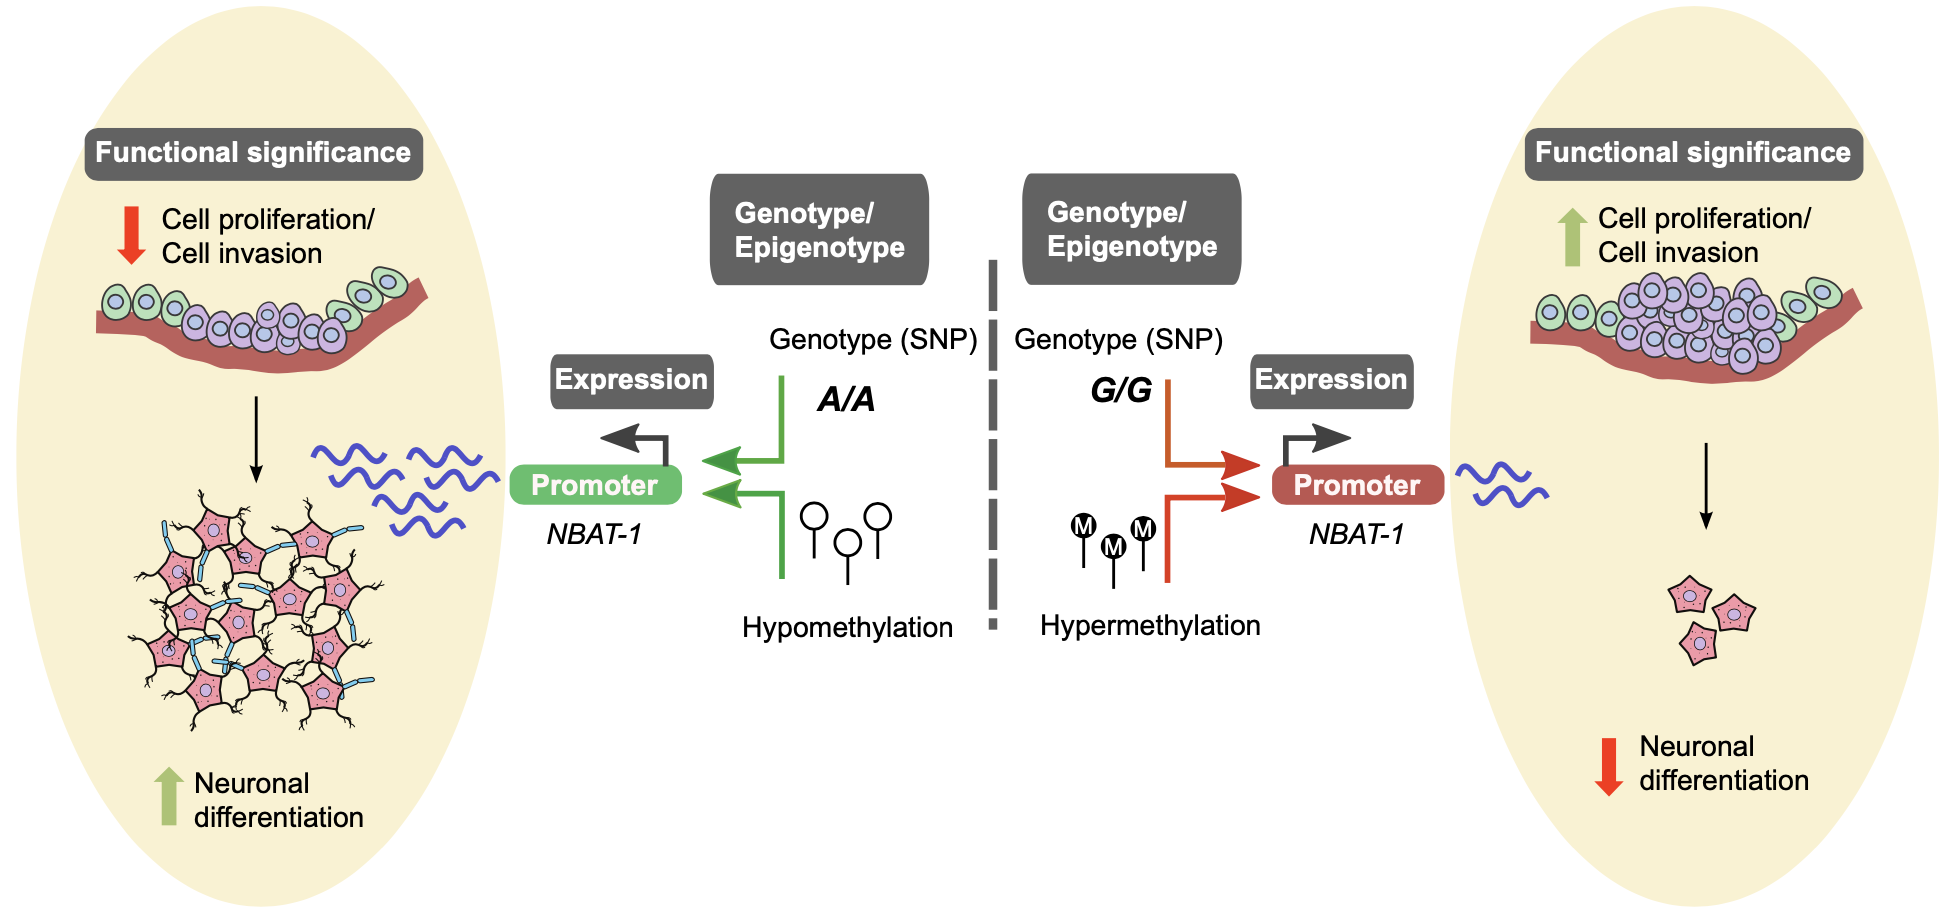 Functional significance
Cell proliferation/
Cell invasion
Neuronal
differentiation
Expression
Promoter
NBAT-1
Genotype/
Epigenotype
Genotype (SNP)
A/A
Hypomethylation
Genotype/
Epigenotype
Genotype (SNP)
G/G
M
M
M
Hypermethylation
Expression
Promoter
NBAT-1
Functional significance
Cell proliferation/
Cell invasion
Neuronal
differentiation